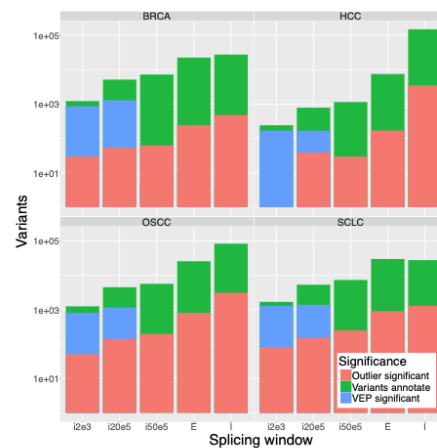 BRCA
HCC
1e+05
1e+03
1e+01
OSCC
SCLC
1e+05
1e+03
1e+01
Variants
Significance
Outlier significant
Variants annotate
VEP significant
i2e3 i20e5 i50e5 E I i2e3 i20e5 i50e5 E I
Splicing window